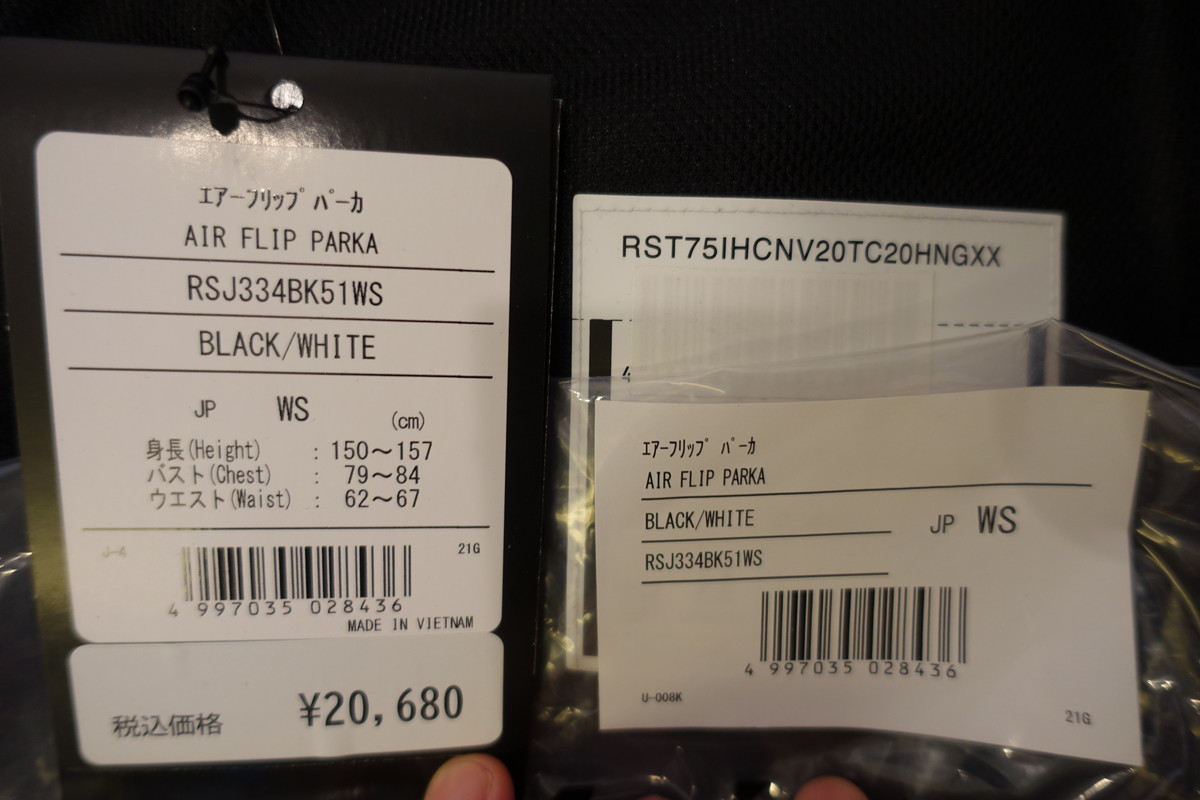 ｴｱｰﾌﾘｯﾌﾟ ﾊﾟｰｶ
AIR FLIP PARKA
RSJ334BK51WS
BLACK/WHITE
JP WS (cm)
身長(Height) : 150～157
バスト(Chest) : 79～84
ウエスト(Waist) : 62～67
J-4 21G
4 997035 028436
MADE IN VIETNAM
税込価格 ¥20,680
RST75IHCNV20TC20HNGXX
ｴｱｰﾌﾘｯﾌﾟ ﾊﾟｰｶ
AIR FLIP PARKA
BLACK/WHITE JP WS
RSJ334BK51WS
4 997035 028436
U-008K
21G